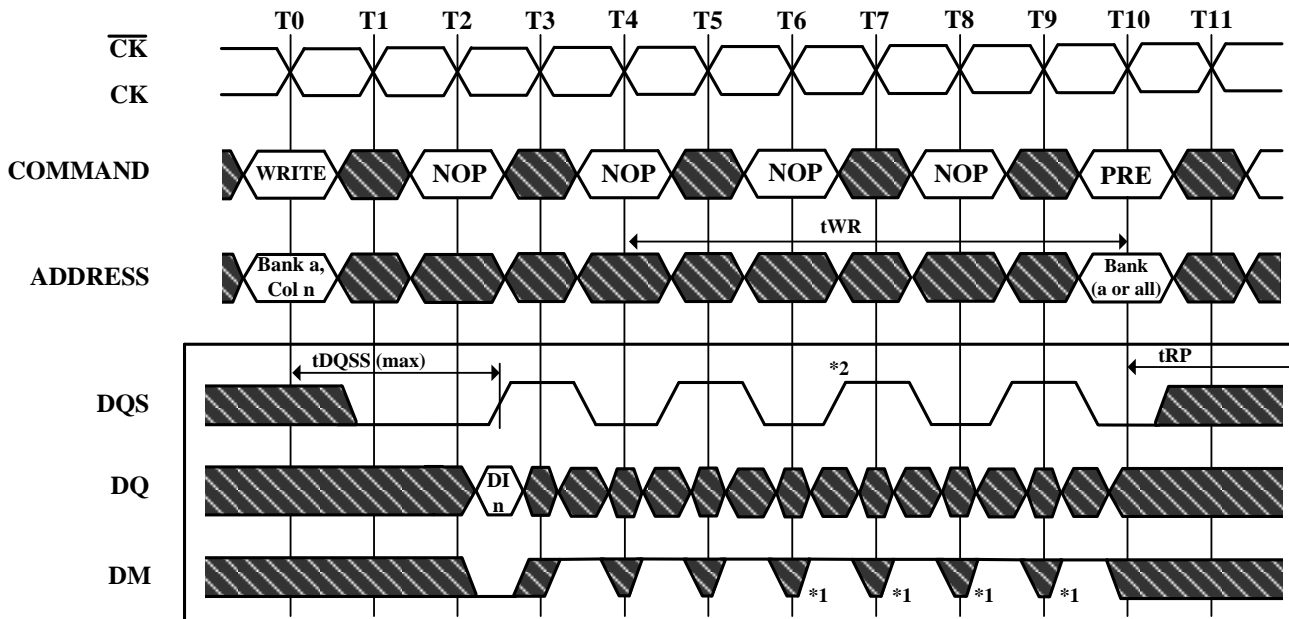 T0 T1 T2 T3 T4 T5 T6 T7 T8 T9 T10 T11
CK
CK
COMMAND WRITE NOP NOP NOP NOP PRE
tWR
ADDRESS Bank a, Col n Bank (a or all)
tDQSS (max) *2 tRP
DQS
DQ DI n
DM *1 *1 *1 *1